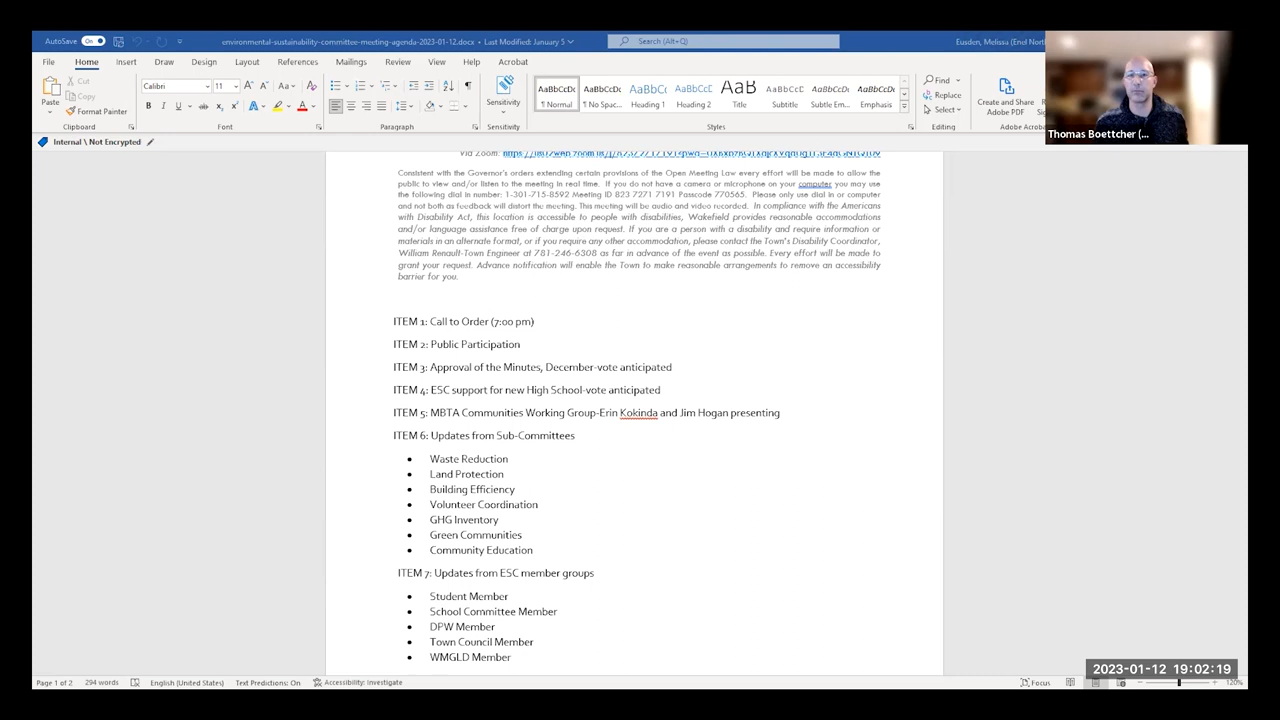 AutoSave On environmental-sustainability-committee-meeting-agenda-2023-01-12.docx • Last Modified: January 5 Search (Alt+Q) Eusden, Melissa (Enel North
File Home Insert Draw Design Layout References Mailings Review View Help Acrobat
Paste Cut Copy Format Painter Calibri 11 Sensitivity Find Replace Select Create and Share Adobe PDF
AaBbCcDc AaBbCcDc AaBbCc AaBbCcC AaB AaBbCcD AaBbCcDc AaBbCcDc
¶ Normal ¶ No Spac... Heading 1 Heading 2 Title Subtitle Subtle Em... Emphasis
Clipboard Font Paragraph Sensitivity Styles Editing Adobe Acro
Thomas Boettcher (...
Internal \ Not Encrypted
Via Zoom:
Consistent with the Governor's orders extending certain provisions of the Open Meeting Law every effort will be made to allow the
public to view and/or listen to the meeting in real time. If you do not have a camera or microphone on your computer you may use
the following dial in number: 1-301-715-8592 Meeting ID 823 7271 7191 Passcode 770565. Please only use dial in or computer
and not both as feedback will distort the meeting. This meeting will be audio and video recorded. In compliance with the Americans
with Disability Act, this location is accessible to people with disabilities, Wakefield provides reasonable accommodations
and/or language assistance free of charge upon request. If you are a person with a disability and require information or
materials in an alternate format, or if you require any other accommodation, please contact the Town's Disability Coordinator,
William Renault-Town Engineer at 781-246-6308 as far in advance of the event as possible. Every effort will be made to
grant your request. Advance notification will enable the Town to make reasonable arrangements to remove an accessibility
barrier for you.
ITEM 1: Call to Order (7:00 pm)
ITEM 2: Public Participation
ITEM 3: Approval of the Minutes, December-vote anticipated
ITEM 4: ESC support for new High School-vote anticipated
ITEM 5: MBTA Communities Working Group-Erin Kokinda and Jim Hogan presenting
ITEM 6: Updates from Sub-Committees
• Waste Reduction
• Land Protection
• Building Efficiency
• Volunteer Coordination
• GHG Inventory
• Green Communities
• Community Education
ITEM 7: Updates from ESC member groups
• Student Member
• School Committee Member
• DPW Member
• Town Council Member
• WMGLD Member
2023-01-12 19:02:19
Page 1 of 2 294 words English (United States) Text Predictions: On Accessibility: Investigate Focus 120%